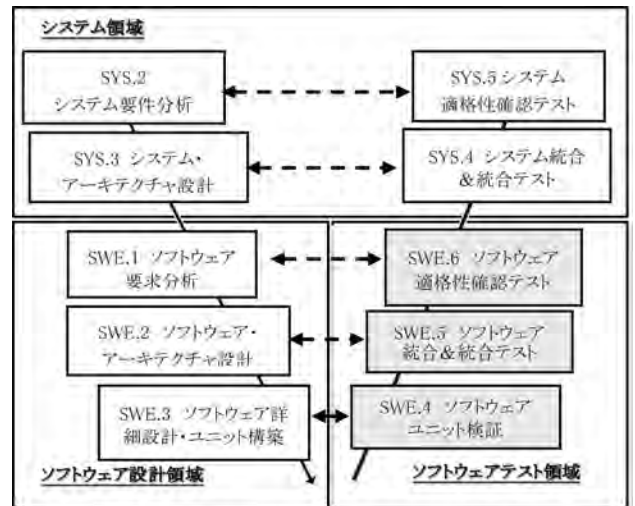 システム領域
SYS.2
システム要件分析
SYS.5システム
適格性確認テスト
SYS.3 システム・
アーキテクチャ設計
SYS.4 システム統合
&統合テスト
SWE.1 ソフトウェア
要求分析
SWE.6 ソフトウェア
適格性確認テスト
SWE.2 ソフトウェア・
アーキテクチャ設計
SWE.5 ソフトウェア
統合&統合テスト
SWE.3 ソフトウェア詳
細設計・ユニット構築
SWE.4 ソフトウェア
ユニット検証
ソフトウェア設計領域
ソフトウェアテスト領域